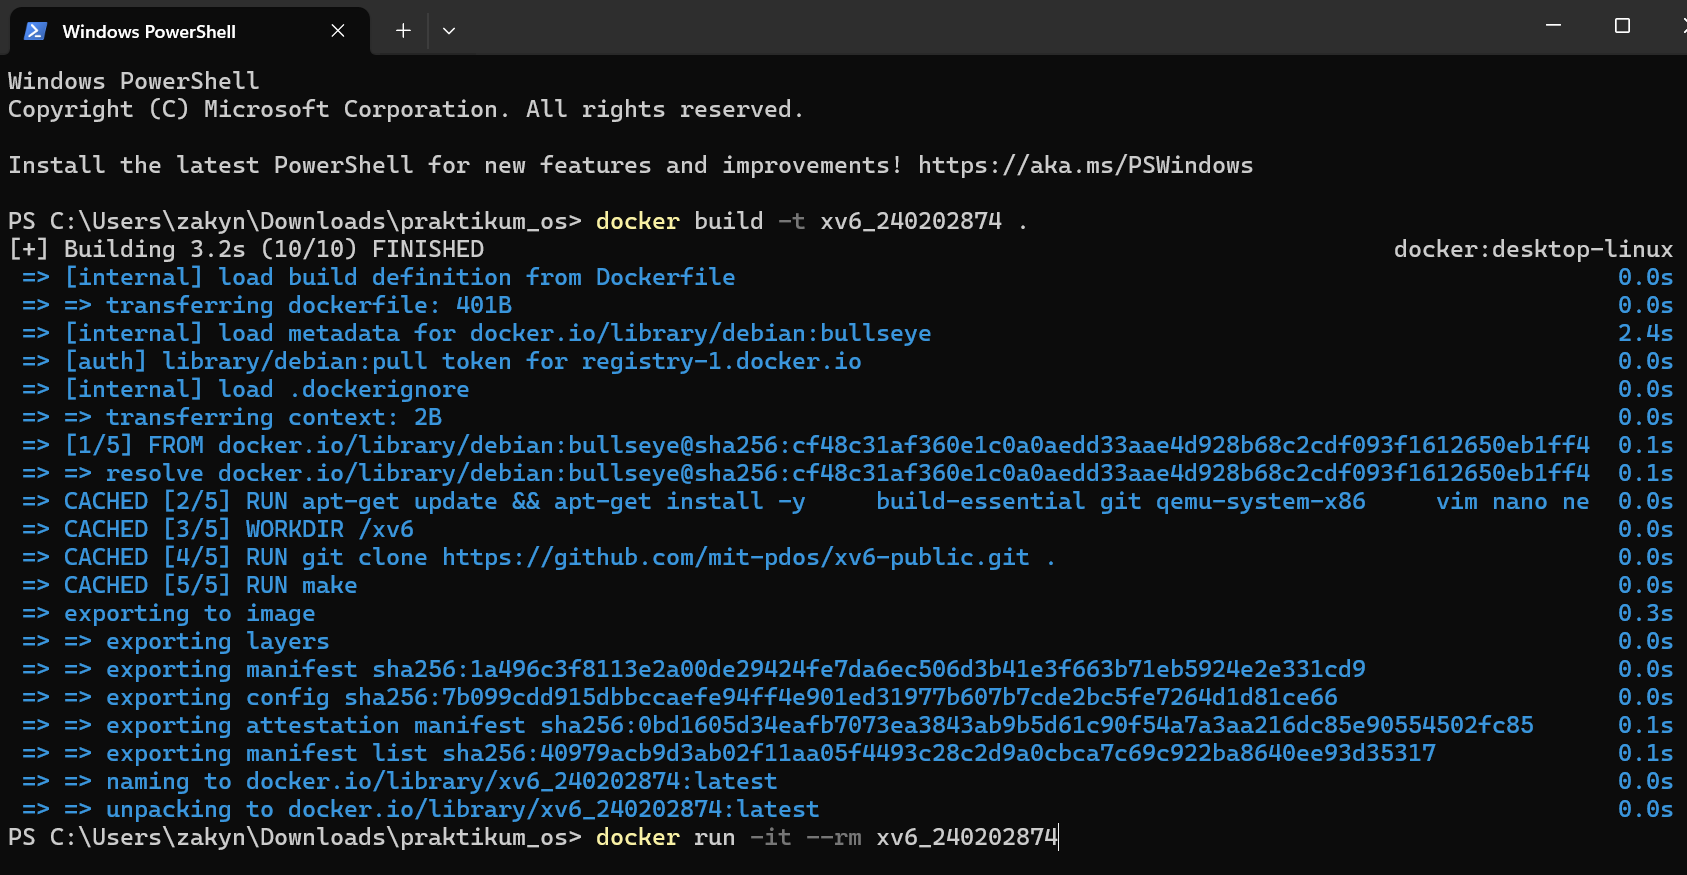 Windows PowerShell
Windows PowerShell
Copyright (C) Microsoft Corporation. All rights reserved.
Install the latest PowerShell for new features and improvements! https://aka.ms/PSWindows
PS C:\Users\zakyn\Downloads\praktikum_os> docker build -t xv6_240202874 .
[+] Building 3.2s (10/10) FINISHED docker:desktop-linux
=> [internal] load build definition from Dockerfile 0.0s
=> => transferring dockerfile: 401B 0.0s
=> [internal] load metadata for docker.io/library/debian:bullseye 2.4s
=> [auth] library/debian:pull token for registry-1.docker.io 0.0s
=> [internal] load .dockerignore 0.0s
=> => transferring context: 2B 0.0s
=> [1/5] FROM docker.io/library/debian:bullseye@sha256:cf48c31af360e1c0a0aedd33aae4d928b68c2cdf093f1612650eb1ff4 0.1s
=> => resolve docker.io/library/debian:bullseye@sha256:cf48c31af360e1c0a0aedd33aae4d928b68c2cdf093f1612650eb1ff4 0.1s
=> CACHED [2/5] RUN apt-get update && apt-get install -y     build-essential git qemu-system-x86     vim nano ne 0.0s
=> CACHED [3/5] WORKDIR /xv6 0.0s
=> CACHED [4/5] RUN git clone https://github.com/mit-pdos/xv6-public.git . 0.0s
=> CACHED [5/5] RUN make 0.0s
=> exporting to image 0.3s
=> => exporting layers 0.0s
=> => exporting manifest sha256:1a496c3f8113e2a00de29424fe7da6ec506d3b41e3f663b71eb5924e2e331cd9 0.0s
=> => exporting config sha256:7b099cdd915dbbccaefe94ff4e901ed31977b607b7cde2bc5fe7264d1d81ce66 0.0s
=> => exporting attestation manifest sha256:0bd1605d34eafb7073ea3843ab9b5d61c90f54a7a3aa216dc85e90554502fc85 0.1s
=> => exporting manifest list sha256:40979acb9d3ab02f11aa05f4493c28c2d9a0cbca7c69c922ba8640ee93d35317 0.1s
=> => naming to docker.io/library/xv6_240202874:latest 0.0s
=> => unpacking to docker.io/library/xv6_240202874:latest 0.0s
PS C:\Users\zakyn\Downloads\praktikum_os> docker run -it --rm xv6_240202874